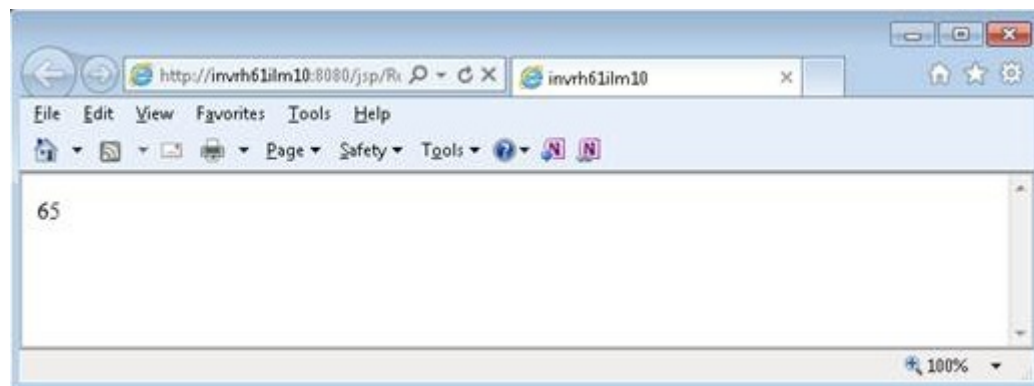 http://invrh61ilm10:8080/jsp/R
invrh61ilm10
File Edit View Favorites Tools Help
Page Safety Tools
65
100%